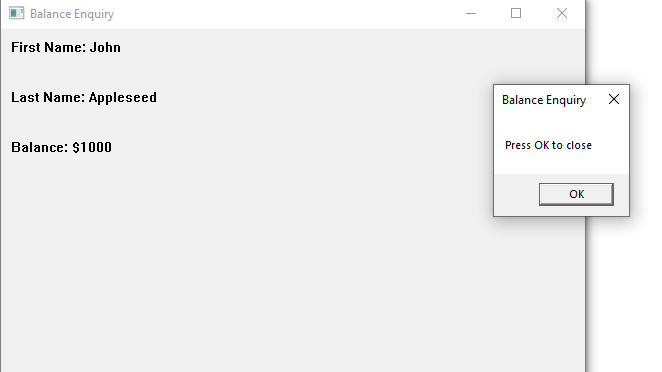 Balance Enquiry
First Name: John
Last Name: Appleseed
Balance: $1000
Balance Enquiry
Press OK to close
OK